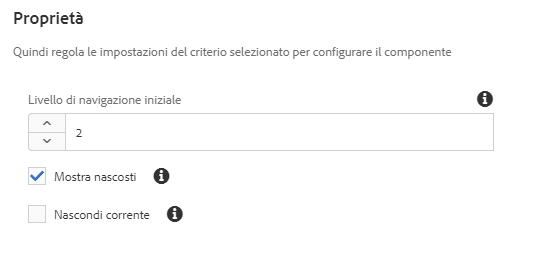 Proprietà
Quindi regola le impostazioni del criterio selezionato per configurare il componente
Livello di navigazione iniziale
2
Mostra nascosti
Nascondi corrente